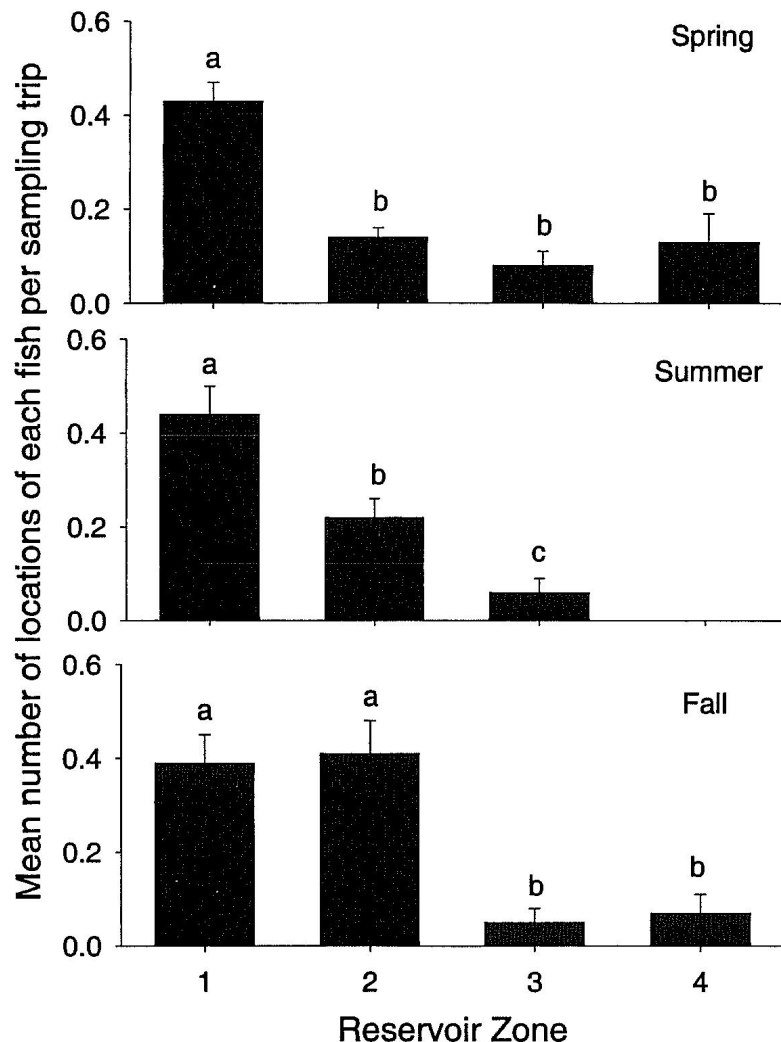 Mean number of locations of each fish per sampling trip
0.6
Spring
a
0.4
0.2
b
b
b
0.0
0.6
Summer
a
0.4
b
0.2
c
0.0
0.6
Fall
a
a
0.4
0.2
b
b
0.0
1 2 3 4
Reservoir Zone